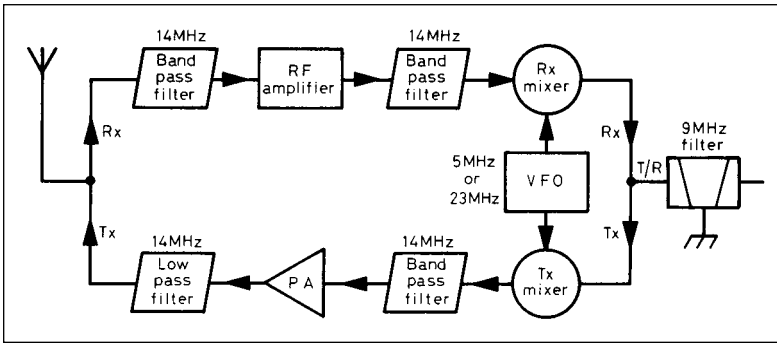 14MHz
Band
pass
filter
RF
amplifier
14MHz
Band
pass
filter
Rx
mixer
Rx
Rx
9MHz
filter
T/R
5MHz
or
23MHz
VFO
Tx
Tx
14MHz
Low
pass
filter
PA
14MHz
Band
pass
filter
Tx
mixer